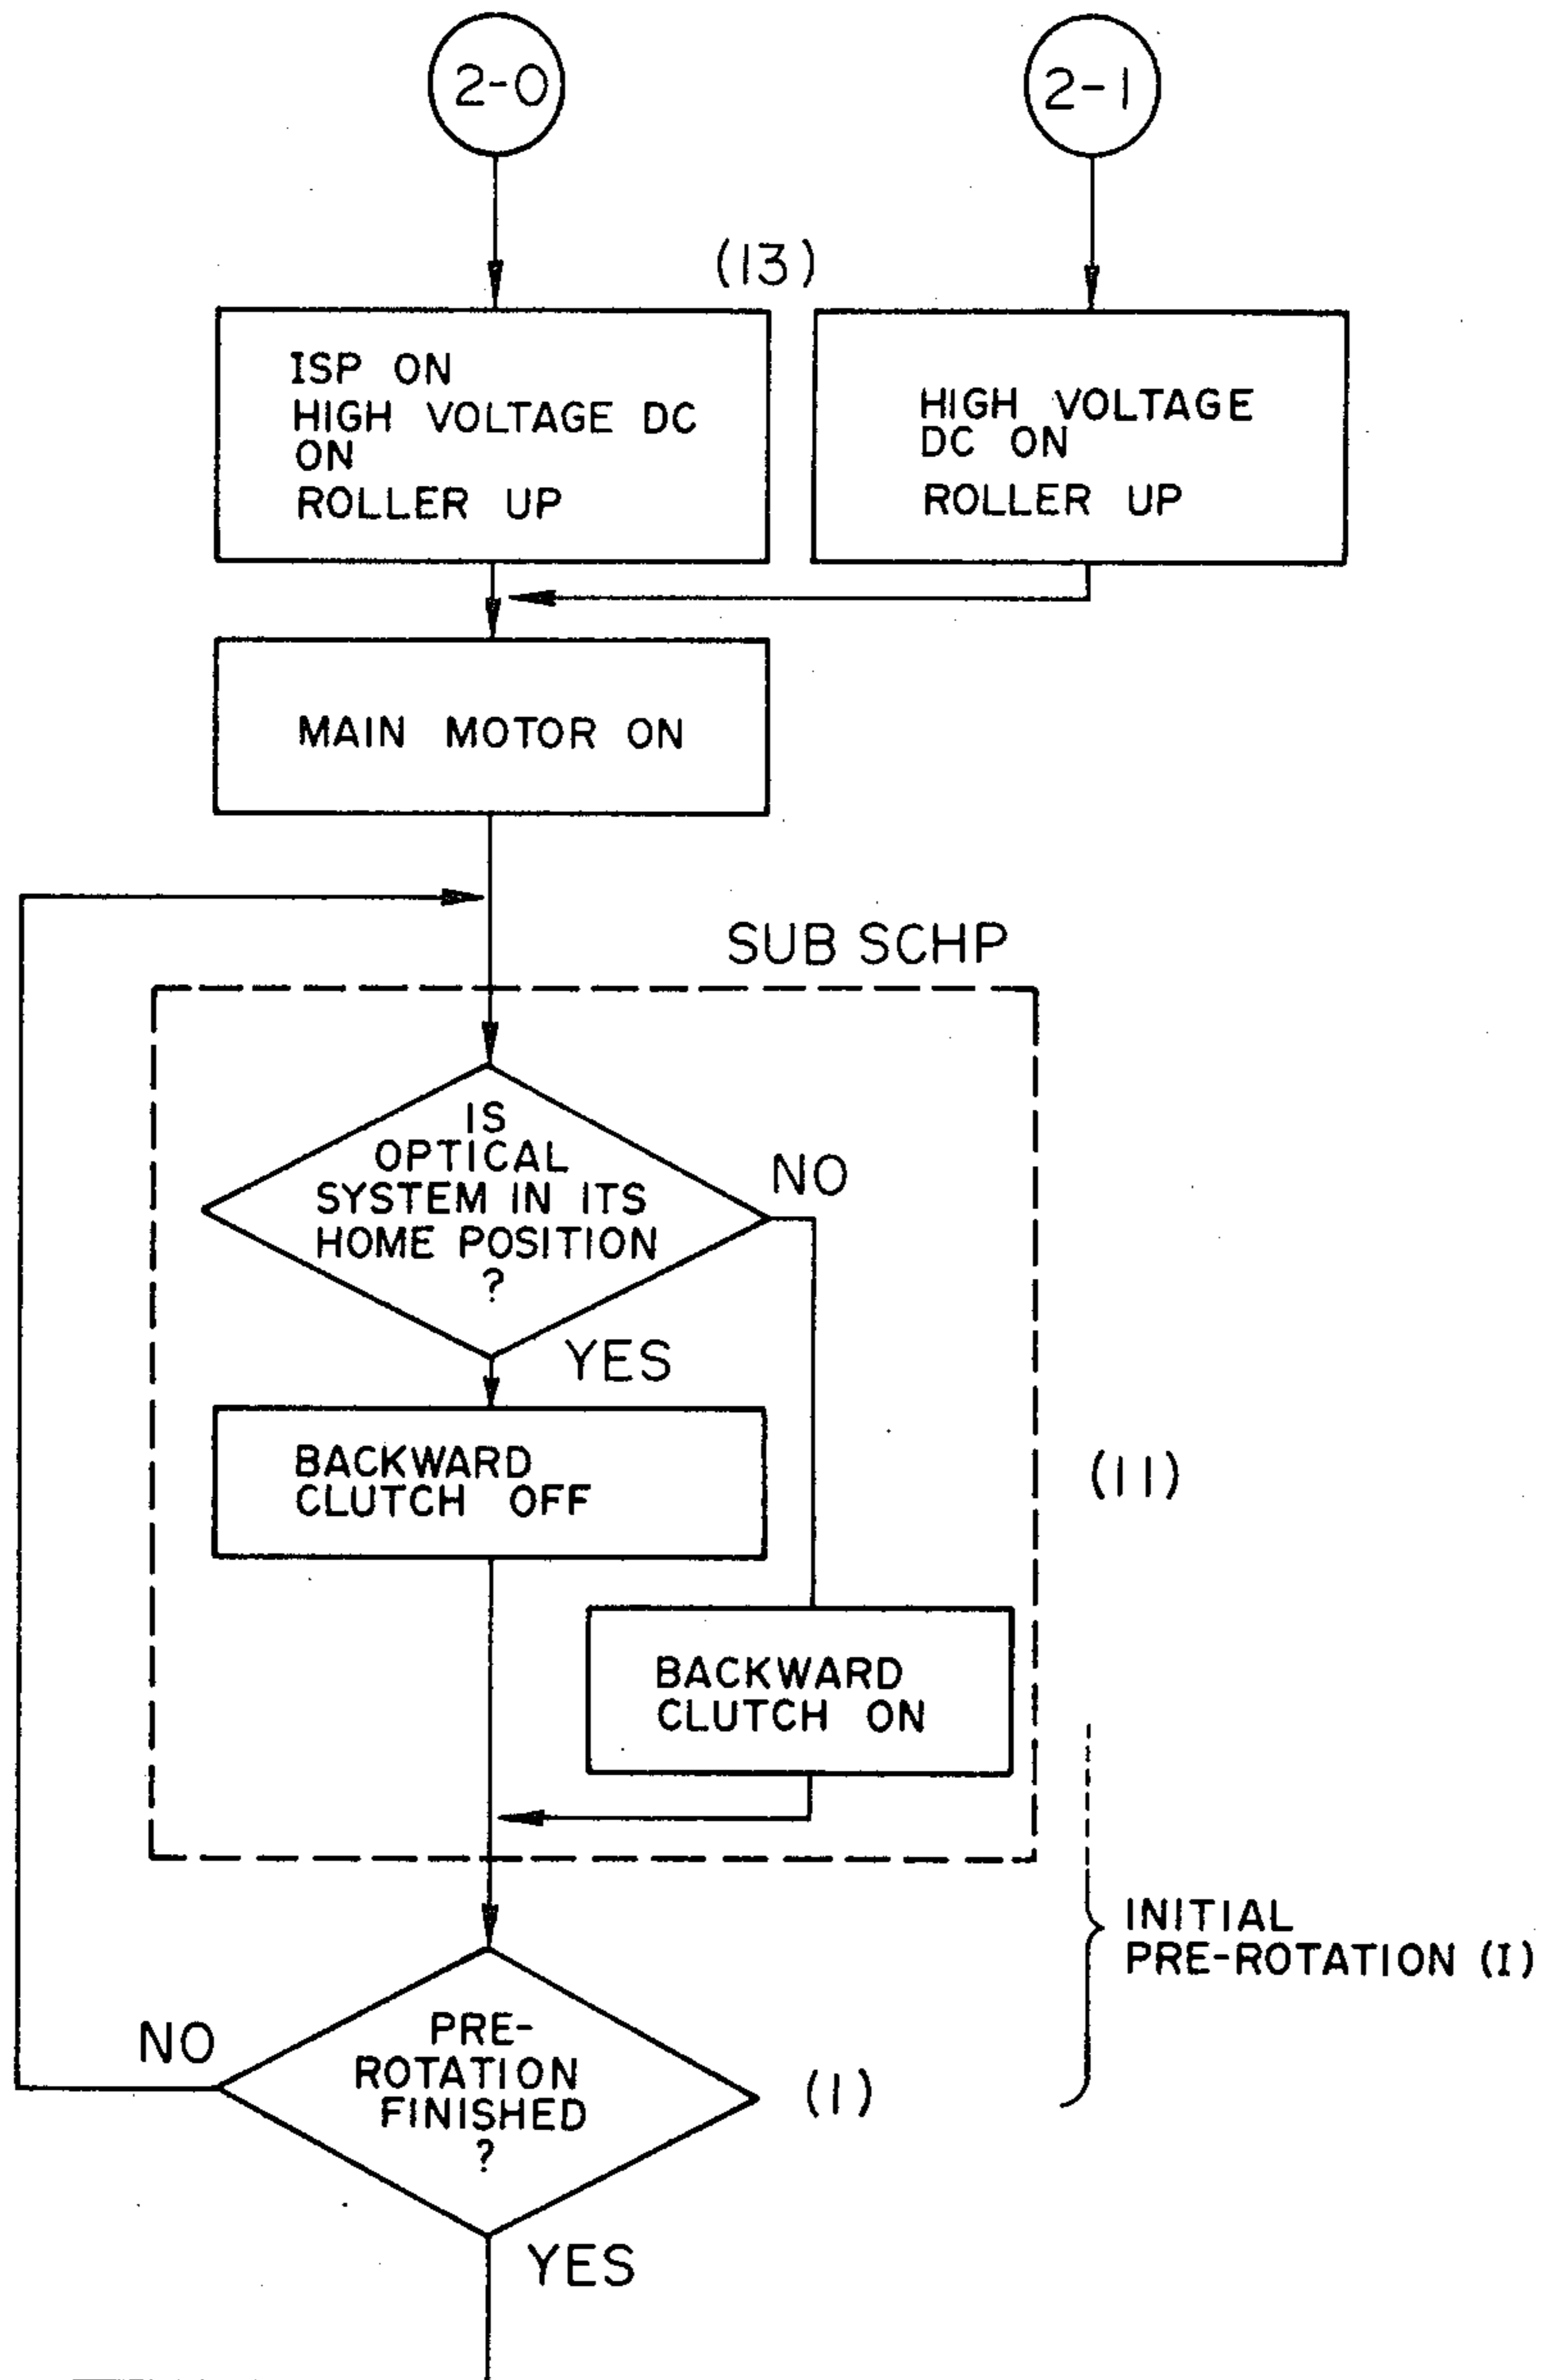 2-0
2-1
(13)
ISP ON
HIGH VOLTAGE DC
ON
ROLLER UP
HIGH VOLTAGE
DC ON
ROLLER UP
MAIN MOTOR ON
SUB SCHP
IS
OPTICAL
SYSTEM IN ITS
HOME POSITION
?
NO
YES
BACKWARD
CLUTCH OFF
(11)
BACKWARD
CLUTCH ON
INITIAL
PRE-ROTATION (I)
NO
PRE-
ROTATION
FINISHED
?
(1)
YES